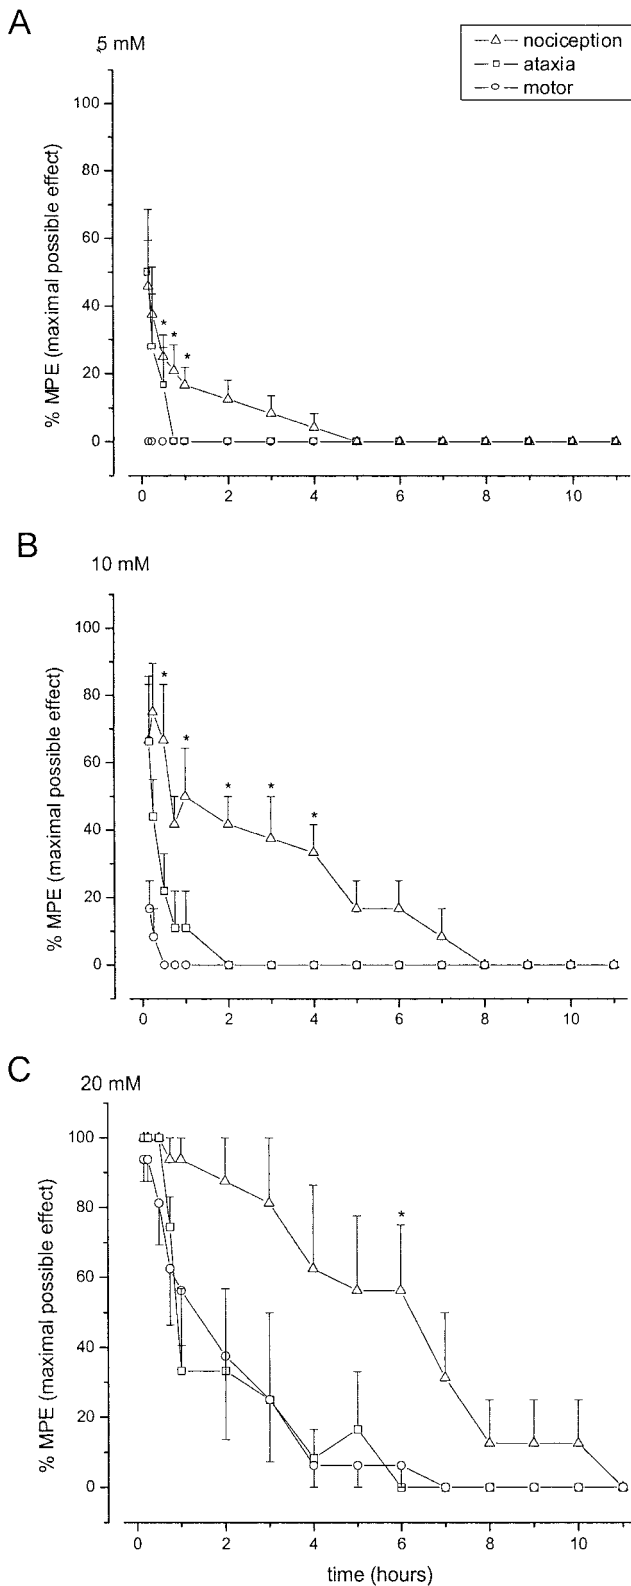 A
5 mM
nociception
ataxia
motor
% MPE (maximal possible effect)
100
80
60
40
20
0
* * *
0 2 4 6 8 10
B
10 mM
% MPE (maximal possible effect)
100
80
60
40
20
0
* * * * *
0 2 4 6 8 10
C
20 mM
% MPE (maximal possible effect)
100
80
60
40
20
0
*
0 2 4 6 8 10
time (hours)